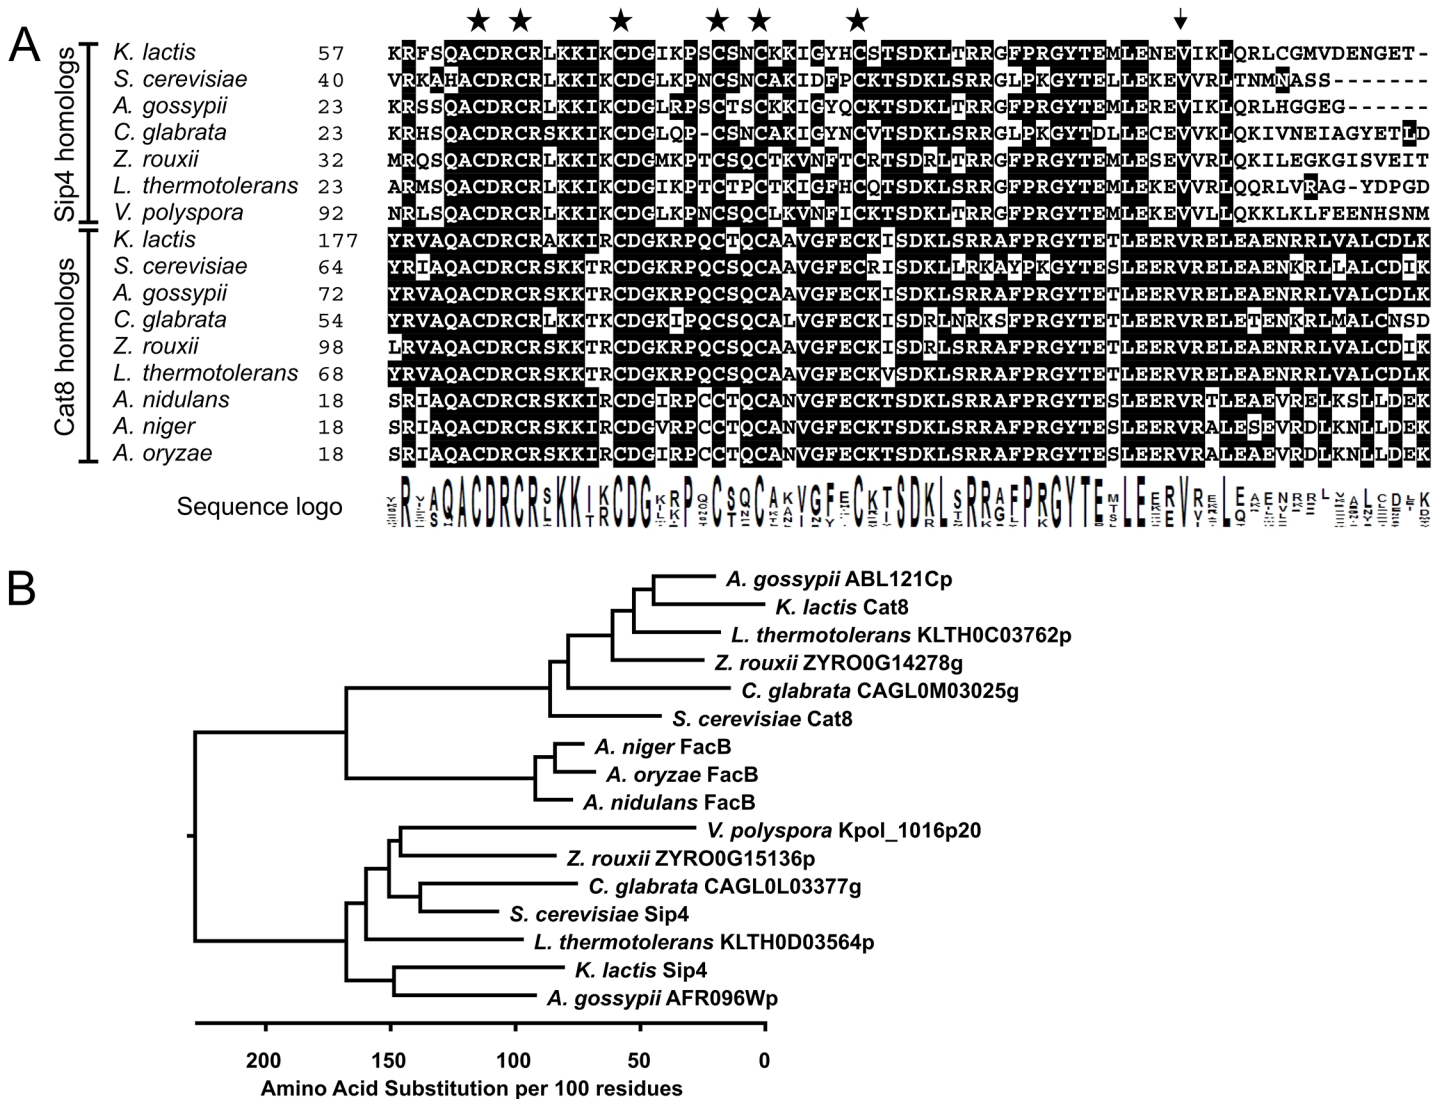 A
Sip4 homologs
K. lactis 57 KRFSQACDRCRLKKIKCDGIKPSCSNCKKIGYHCSTSDKLTRRGFPRGYTEMLENEVIKLQRLCGMVDENGET-
S. cerevisiae 40 VRKAHACDRCRLKKIKCDGLKPNCSNCAKIDFPCKTSDKLSRRGLPKGYTELLEKEVVRLTNMNASS-------
A. gossypii 23 KRSSQACDRCRLKKIKCDGLRPSCTSCKKIGYQCKTSDKLTRRGFPRGYTEMLEREVIKLQRLHGGEG------
C. glabrata 23 KRHSQACDRCRSKKIKCDGLQP-CSNCAKIGYNCVTSDKLSRRGLPKGYTDLLECEVVKLQKIVNEIAGYETLD
Z. rouxii 32 MRQSQACDRCRLKKIKCDGMKPTCSQCTKVNFTCRTSDRLTRRGFPRGYTEMLESEVVRLQKILEGKGISVEIT
L. thermotolerans 23 ARMSQACDRCRLKKIKCDGIKPTCTPCTKIGFHCQTSDKLTRRGFPRGYTEMLEKEVVRLQQRLVRAG-YDPGD
V. polyspora 92 NRLSQACDRCRLKKIKCDGLKPNCSQCLKVNFICKTSDKLTRRGFPRGYTEMLEKEVVLLQKKLKLFEENHSNM
Cat8 homologs
K. lactis 177 YRVAQACDRCRAKKIRCDGKRPQCTQCAAVGFECKISDKLSRRAFPRGYTETLEERVRELEAENRRLVALCDLK
S. cerevisiae 64 YRIAQACDRCRSKKTRCDGKRPQCSQCAAVGFECRISDKLLRKAYPKGYTESLEERVRELEAENKRLLALCDIK
A. gossypii 72 YRVAQACDRCRSKKTRCDGKRPQCSQCAAVGFECKISDKLSRRAFPRGYTETLEERVRELEAENRRLVALCDLK
C. glabrata 54 YRVAQACDRCRLKKTKCDGKIPQCSQCALVGFECKISDRLNRKSFPRGYTETLEERVRELETENKRLMALCNSD
Z. rouxii 98 LRVAQACDRCRSKKTRCDGKRPQCSQCAAVGFECKISDRLSRRAFPRGYTETLEERVRELEAENRRLVALCDIK
L. thermotolerans 68 YRVAQACDRCRSKKTRCDGKRPQCSQCAAVGFECKVSDKLSRRAFPRGYTETLEERVRELEAENRRLVALCDLK
A. nidulans 18 SRIAQACDRCRSKKIRCDGIRPCCTQCANVGFECKTSDKLSRRAFPRGYTESLEERVRTLEAEVRELKSLLDEK
A. niger 18 SRIAQACDRCRSKKIRCDGVRPCCTQCANVGFECKTSDKLSRRAFPRGYTESLEERVRALESEVRDLKNLLDEK
A. oryzae 18 SRIAQACDRCRSKKIRCDGIRPCCTQCANVGFECKTSDKLSRRAFPRGYTESLEERVRALEAEVRDLKNLLDEK
Sequence logo
B
A. gossypii ABL121Cp
K. lactis Cat8
L. thermotolerans KLTH0C03762p
Z. rouxii ZYRO0G14278g
C. glabrata CAGL0M03025g
S. cerevisiae Cat8
A. niger FacB
A. oryzae FacB
A. nidulans FacB
V. polyspora Kpol_1016p20
Z. rouxii ZYRO0G15136p
C. glabrata CAGL0L03377g
S. cerevisiae Sip4
L. thermotolerans KLTH0D03564p
K. lactis Sip4
A. gossypii AFR096Wp
200 150 100 50 0
Amino Acid Substitution per 100 residues